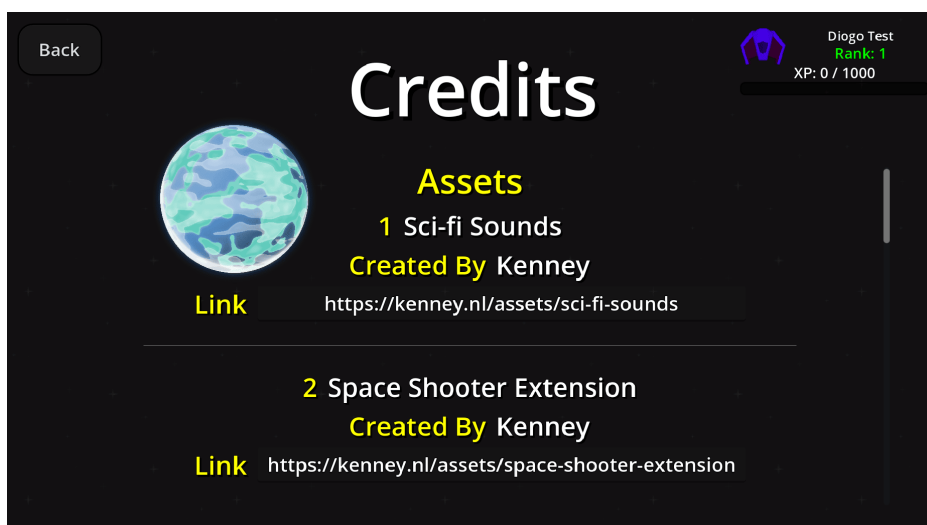 Back
Diogo Test
Rank: 1
XP: 0 / 1000
Credits
Assets
1 Sci-fi Sounds
Created By Kenney
Link https://kenney.nl/assets/sci-fi-sounds
2 Space Shooter Extension
Created By Kenney
Link https://kenney.nl/assets/space-shooter-extension